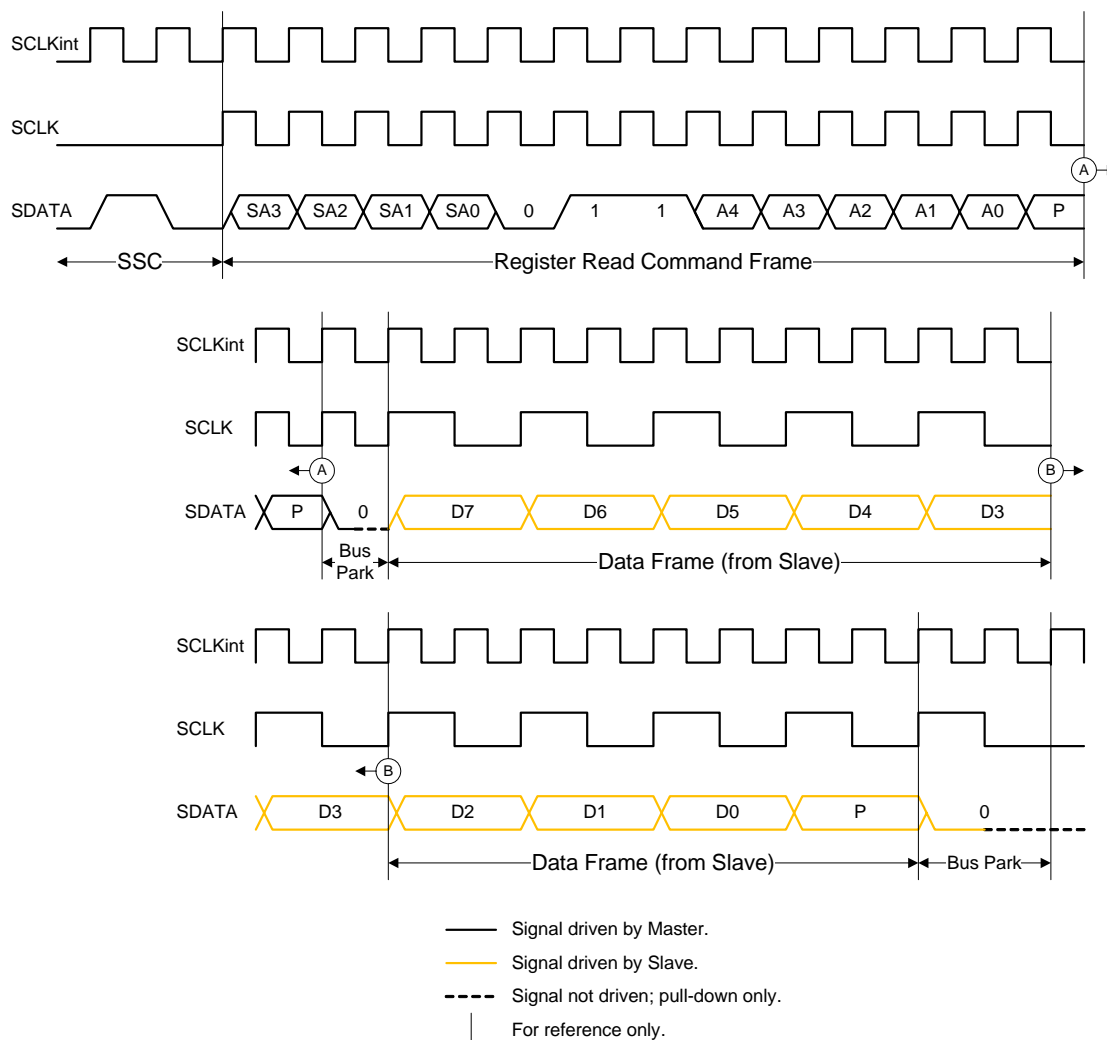 SCLKint
SCLK
A
SDATA SA3 SA2 SA1 SA0 0 1 1 A4 A3 A2 A1 A0 P
SSC Register Read Command Frame
SCLKint
SCLK
A B
SDATA P 0 D7 D6 D5 D4 D3
Bus
Park
Data Frame (from Slave)
SCLKint
SCLK
B
SDATA D3 D2 D1 D0 P 0
Data Frame (from Slave) Bus Park
Signal driven by Master.
Signal driven by Slave.
Signal not driven; pull-down only.
For reference only.